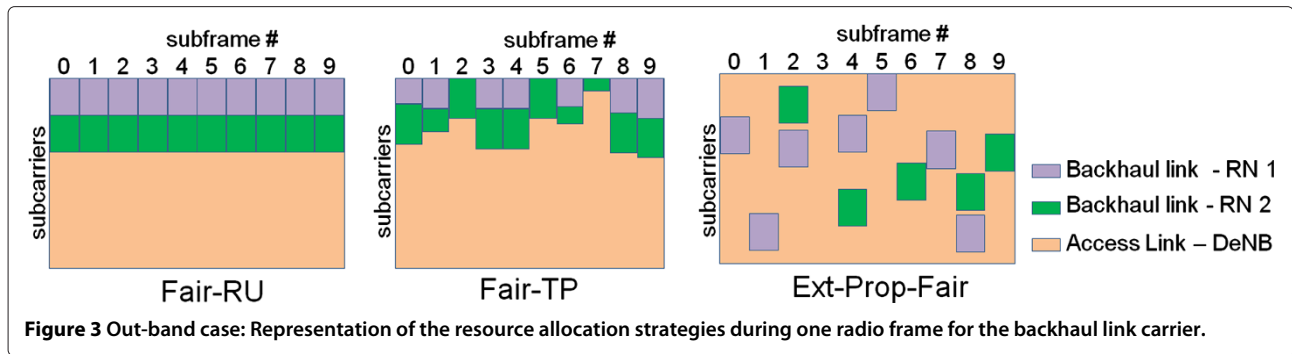 subframe #
0 1 2 3 4 5 6 7 8 9
subcarriers
Fair-RU
subframe #
0 1 2 3 4 5 6 7 8 9
subcarriers
Fair-TP
subframe #
0 1 2 3 4 5 6 7 8 9
subcarriers
Ext-Prop-Fair
Backhaul link - RN 1
Backhaul link - RN 2
Access Link – DeNB
Figure 3 Out-band case: Representation of the resource allocation strategies during one radio frame for the backhaul link carrier.